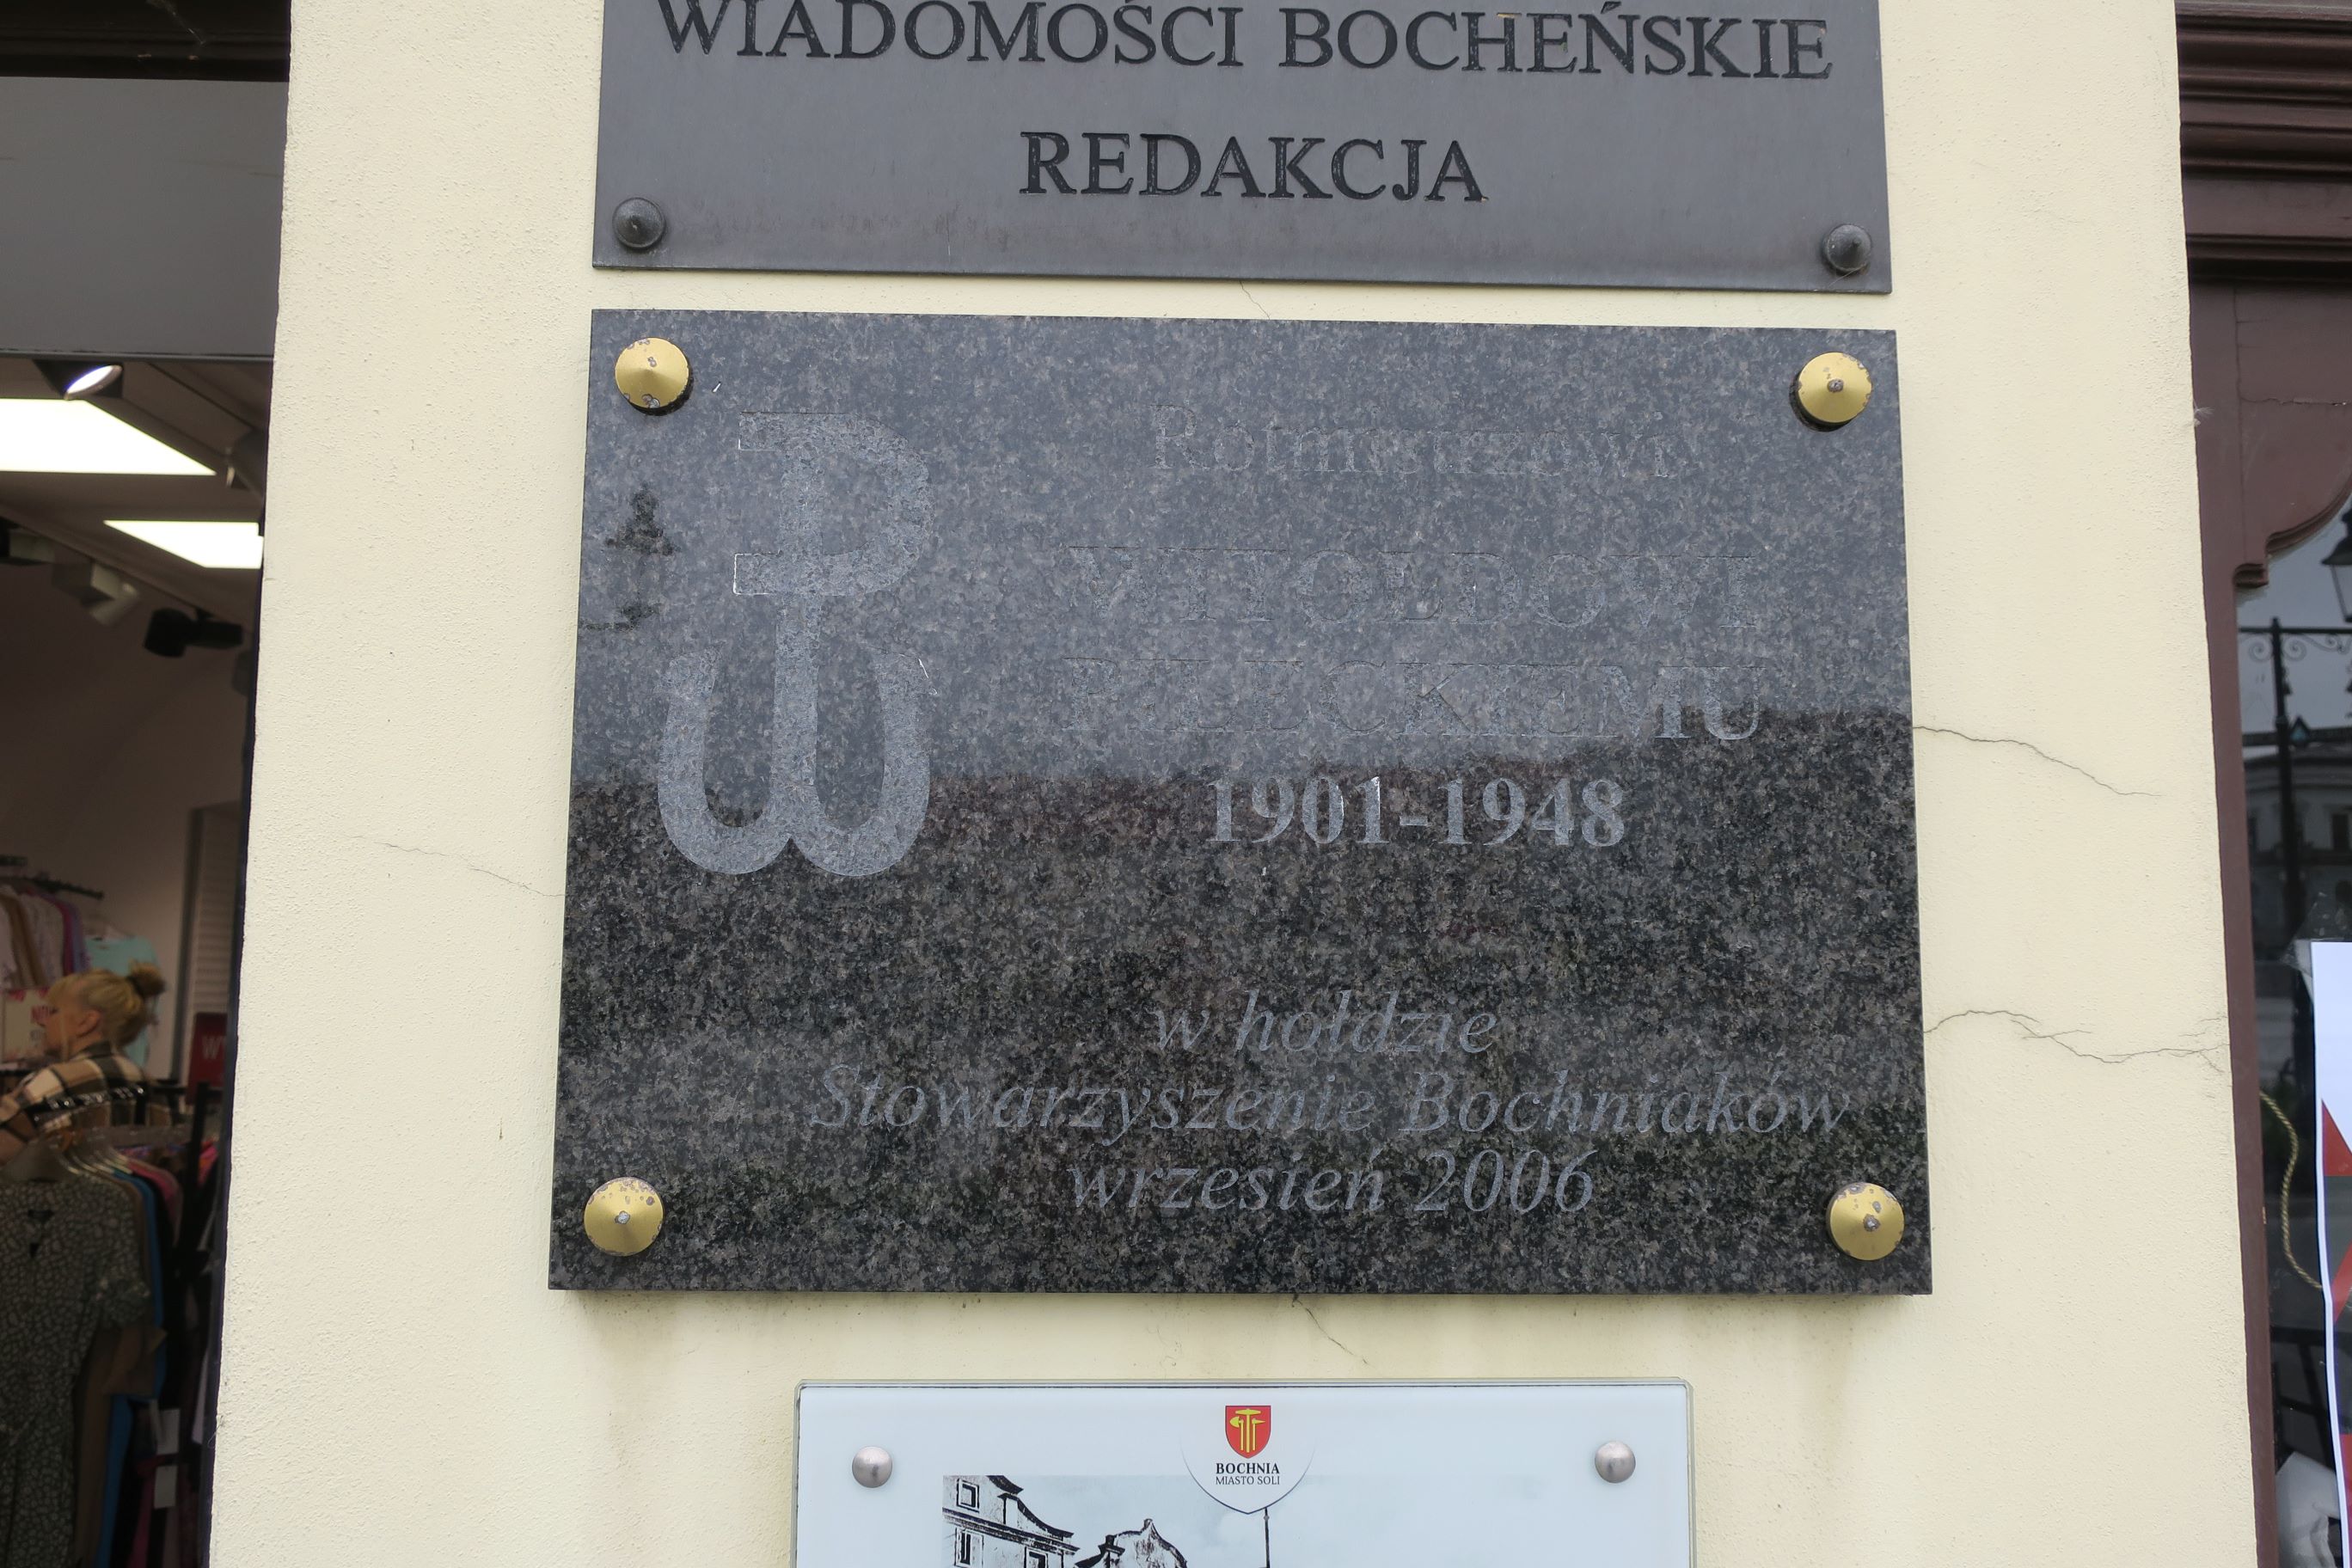 WIADOMOŚCI BOCHEŃSKIE
REDAKCJA
Rotmistrzowi
WITOLDOWI
PILECKIEMU
1901-1948
w hołdzie
Stowarzyszenie Bochniaków
wrzesień 2006
BOCHNIA
MIASTO SOLI